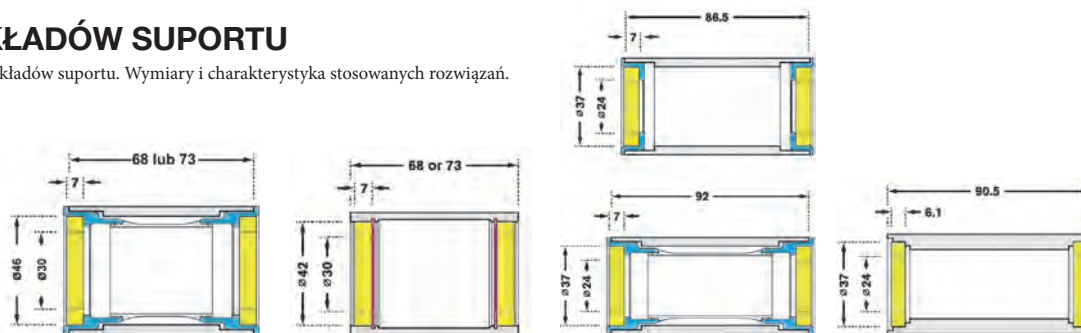 KŁADÓW SUPORTU
kładów suportu. Wymiary i charakterystyka stosowanych rozwiązań.
86.5
7
ø37
ø24
68 lub 73
7
ø46
ø30
68 or 73
7
ø42
ø30
92
7
ø37
ø24
90.5
6.1
ø37
ø24